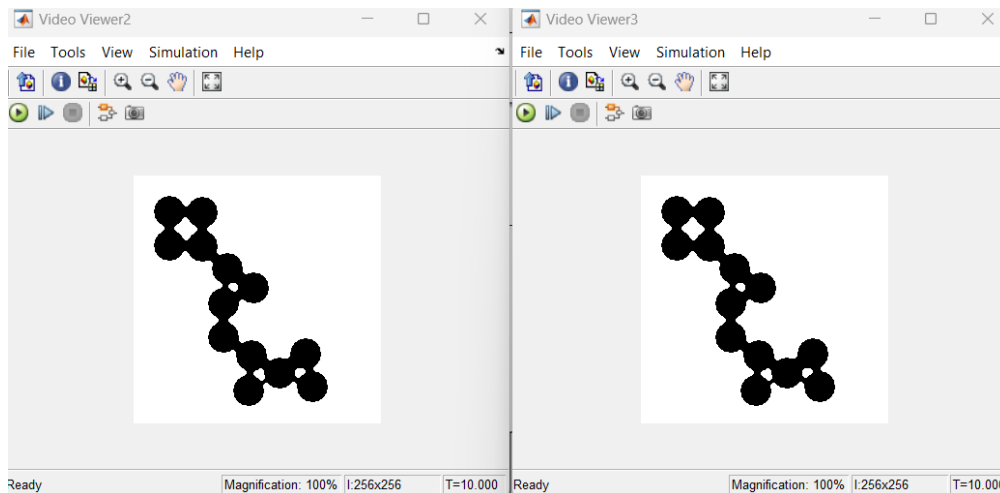 Video Viewer2
File Tools View Simulation Help
Ready Magnification: 100% I:256x256 T=10.000
Video Viewer3
File Tools View Simulation Help
Ready Magnification: 100% I:256x256 T=10.00